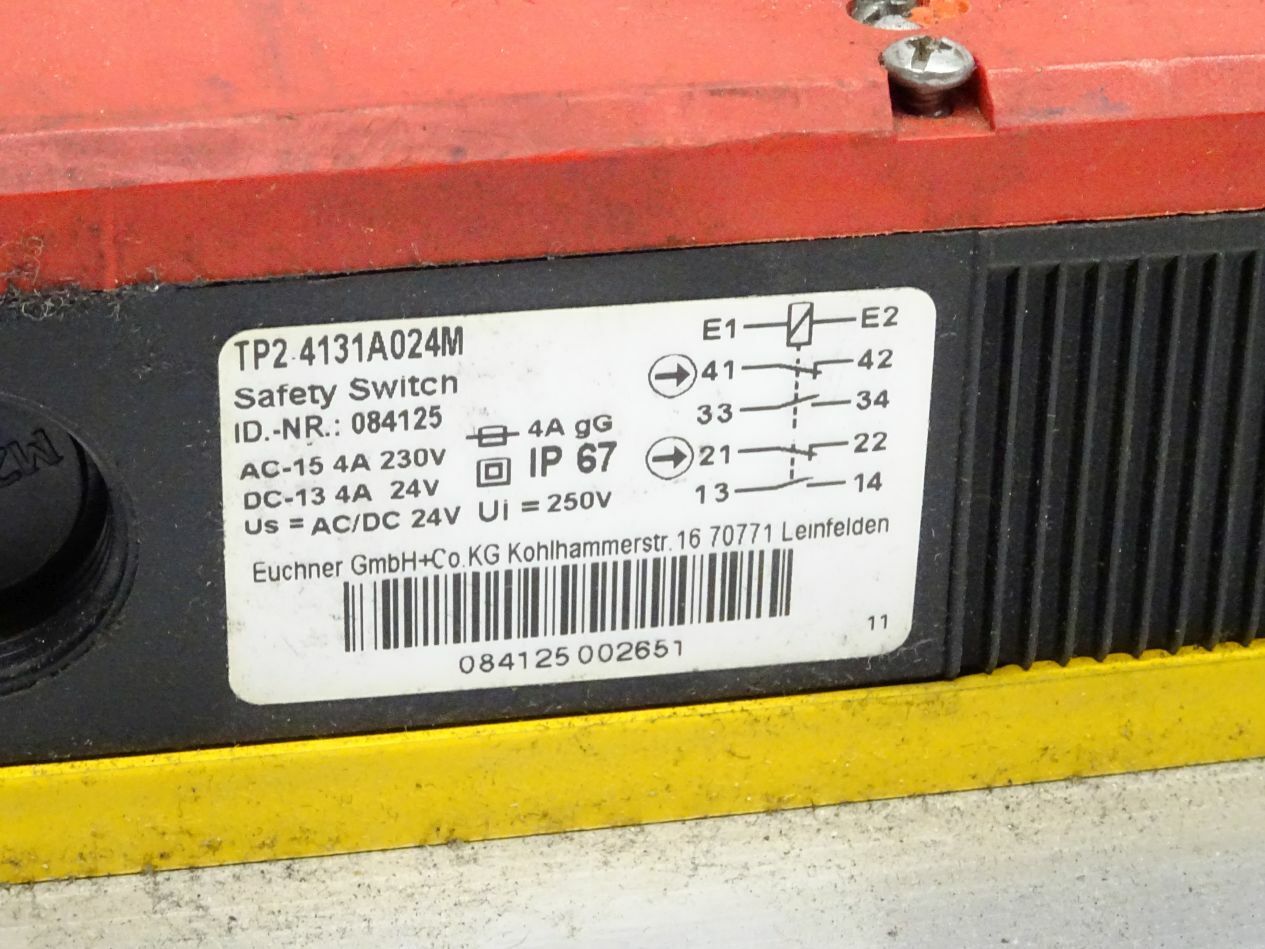 TP2-4131A024M
Safety Switch
ID.-NR.: 084125
AC-15 4A 230V
DC-13 4A 24V
Us = AC/DC 24V
4A gG
IP 67
Ui = 250V
E1 E2
41 42
33 34
21 22
13 14
Euchner GmbH+Co.KG Kohlhammerstr.16 70771 Leinfelden
084125 002651
11